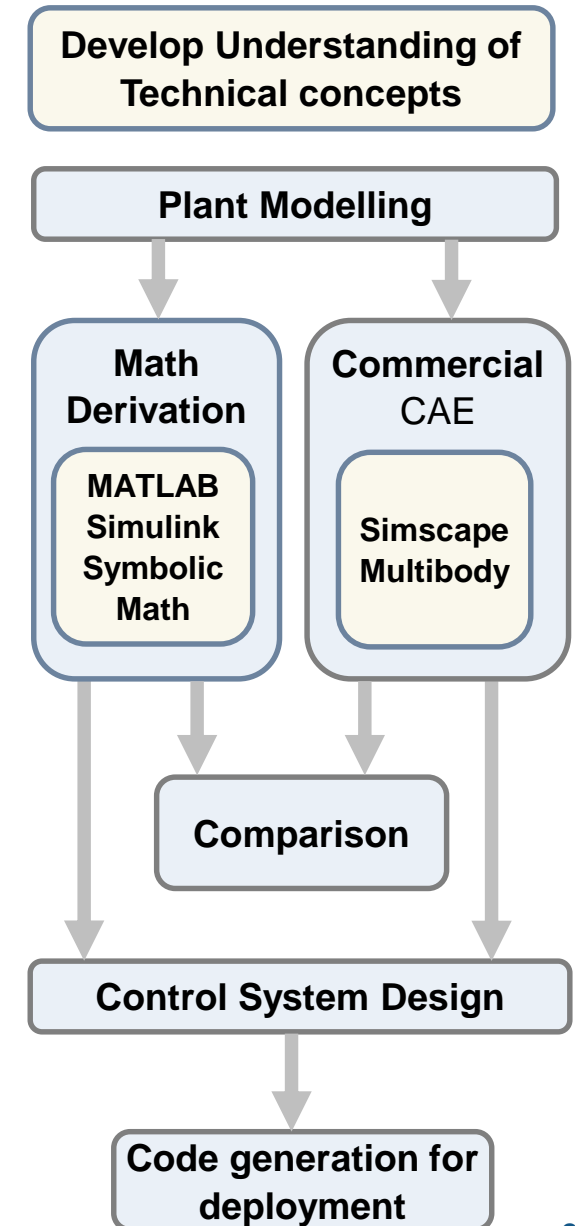 Develop Understanding of
Technical concepts
Plant Modelling
Math
Derivation
MATLAB
Simulink
Symbolic
Math
Commercial
CAE
Simscape
Multibody
Comparison
Control System Design
Code generation for
deployment